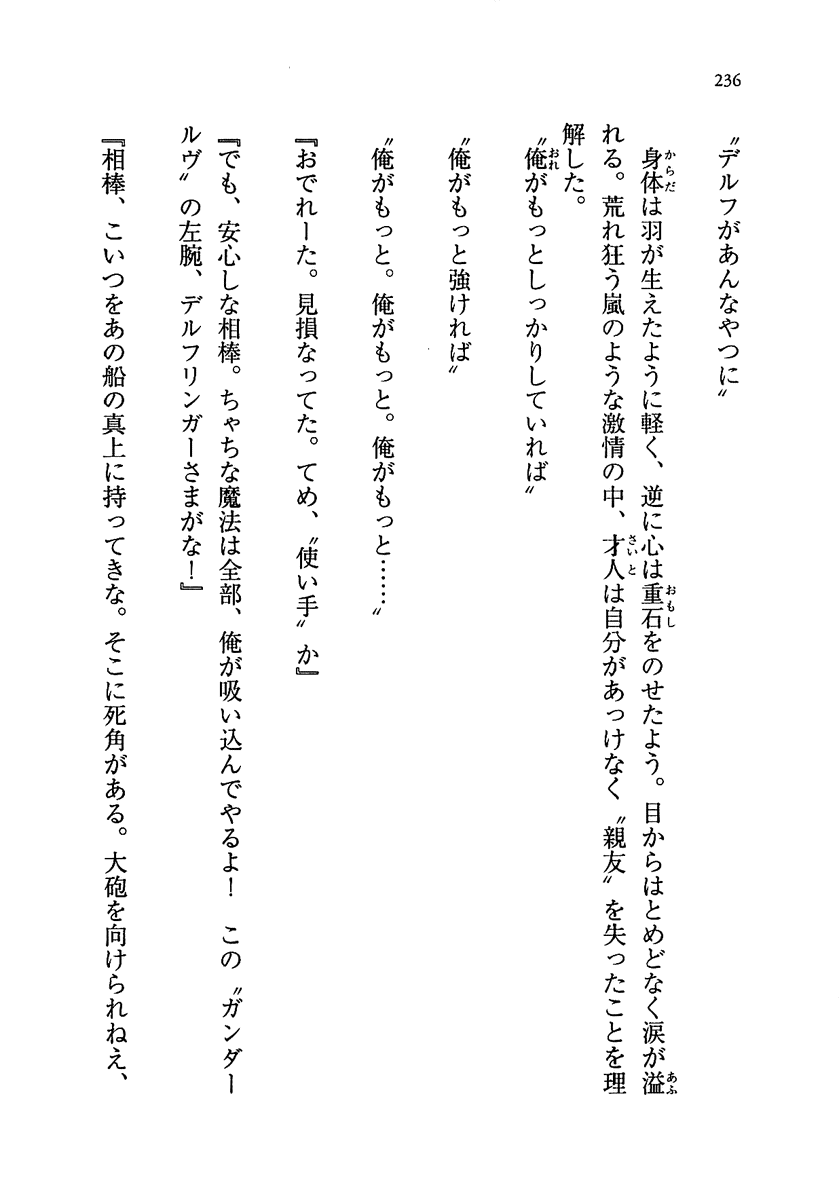 236
〝デルフがあんなやつに〟
身体は羽が生えたように軽く、逆に心は重石をのせたよう。目からはとめどなく涙が溢
れる。荒れ狂う嵐のような激情の中、才人は自分があっけなく〝親友〟を失ったことを理
解した。
〝俺がもっとしっかりしていれば〟
〝俺がもっと強ければ〟
〝俺がもっと。俺がもっと。俺がもっと……〟
『おでれーた。見損なってた。てめ、〝使い手〟か』
『でも、安心しな相棒。ちゃちな魔法は全部、俺が吸い込んでやるよ！　この〝ガンダー
ルヴ〟の左腕、デルフリンガーさまがな！』
『相棒、こいつをあの船の真上に持ってきな。そこに死角がある。大砲を向けられねえ、